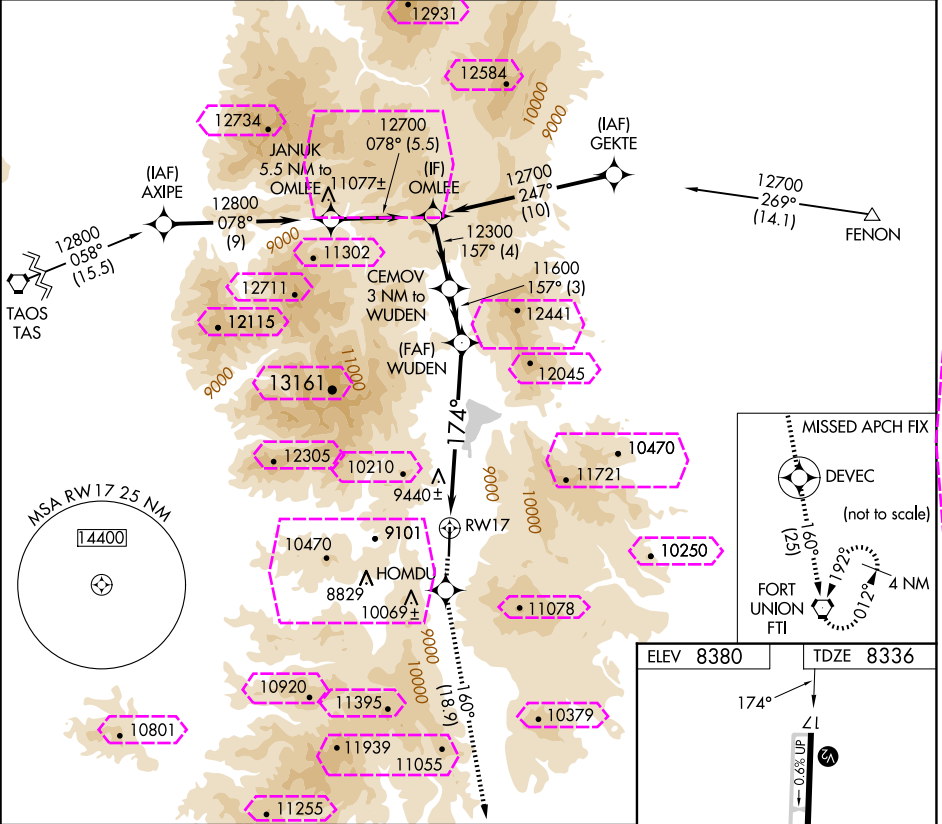 12931
12584
10000
9000
12734
12700
078° (5.5)
JANUK
5.5 NM to
OMLEE
11077±
(IF)
OMLEE
(IAF)
GEKTE
12700
247°
(10)
12700
269°
(14.1)
FENON
(IAF)
AXIPE
12800
078°
(9)
12800
058°
(15.5)
TAOS
TAS
9000
11302
12300
157° (4)
CEMOV
3 NM to
WUDEN
11600
157° (3)
12711
12115
12441
(FAF)
WUDEN
12045
9000
11000
13161
174°
12305
10210
9440±
9000
10000
10470
11721
MISSED APCH FIX
DEVEC
(not to scale)
160°
(25)
192°
012°
4 NM
FORT
UNION
FTI
MSA RW17 25 NM
14400
RW17
9101
10470
HOMDU
8829
10069±
10250
11078
9000
10000
160°
(18.9)
10920
11395
10379
10801
11939
11055
11255
ELEV 8380
TDZE 8336
174°
17
0.6% UP
V2